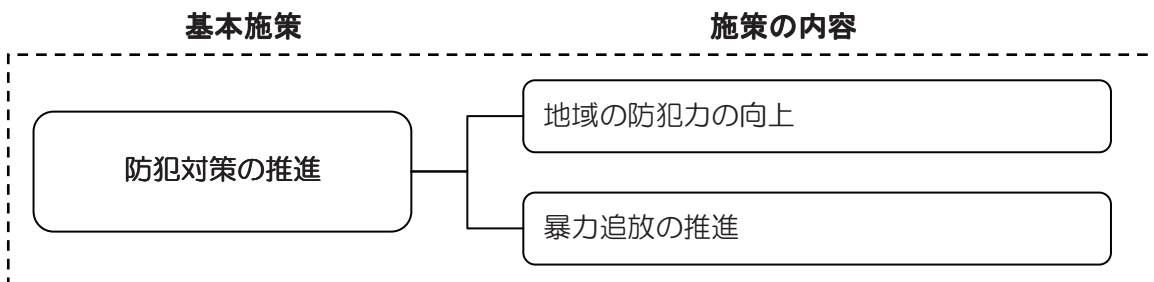 基本施策
施策の内容
防犯対策の推進
地域の防犯力の向上
暴力追放の推進